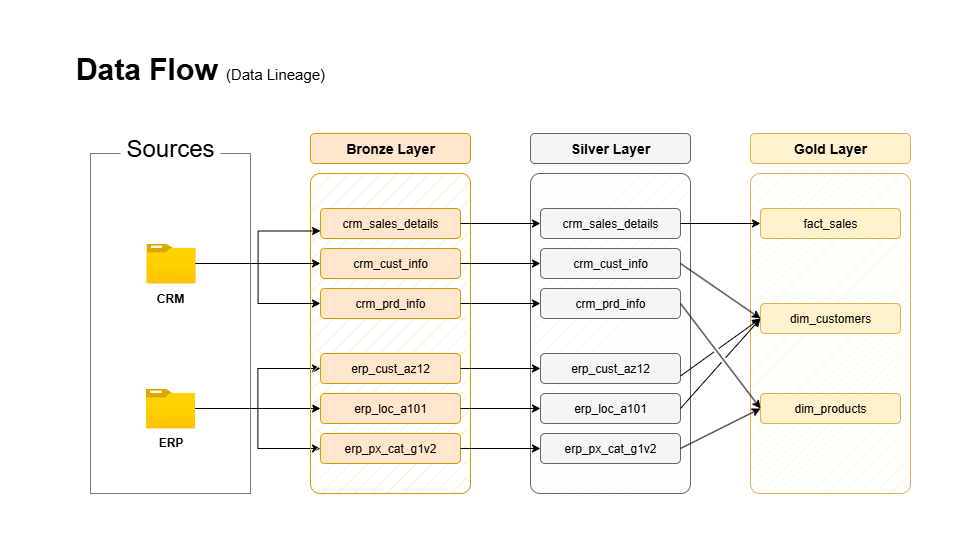 Data Flow (Data Lineage)
Sources
Bronze Layer
Silver Layer
Gold Layer
CRM
ERP
crm_sales_details
crm_cust_info
crm_prd_info
erp_cust_az12
erp_loc_a101
erp_px_cat_g1v2
crm_sales_details
crm_cust_info
crm_prd_info
erp_cust_az12
erp_loc_a101
erp_px_cat_g1v2
fact_sales
dim_customers
dim_products